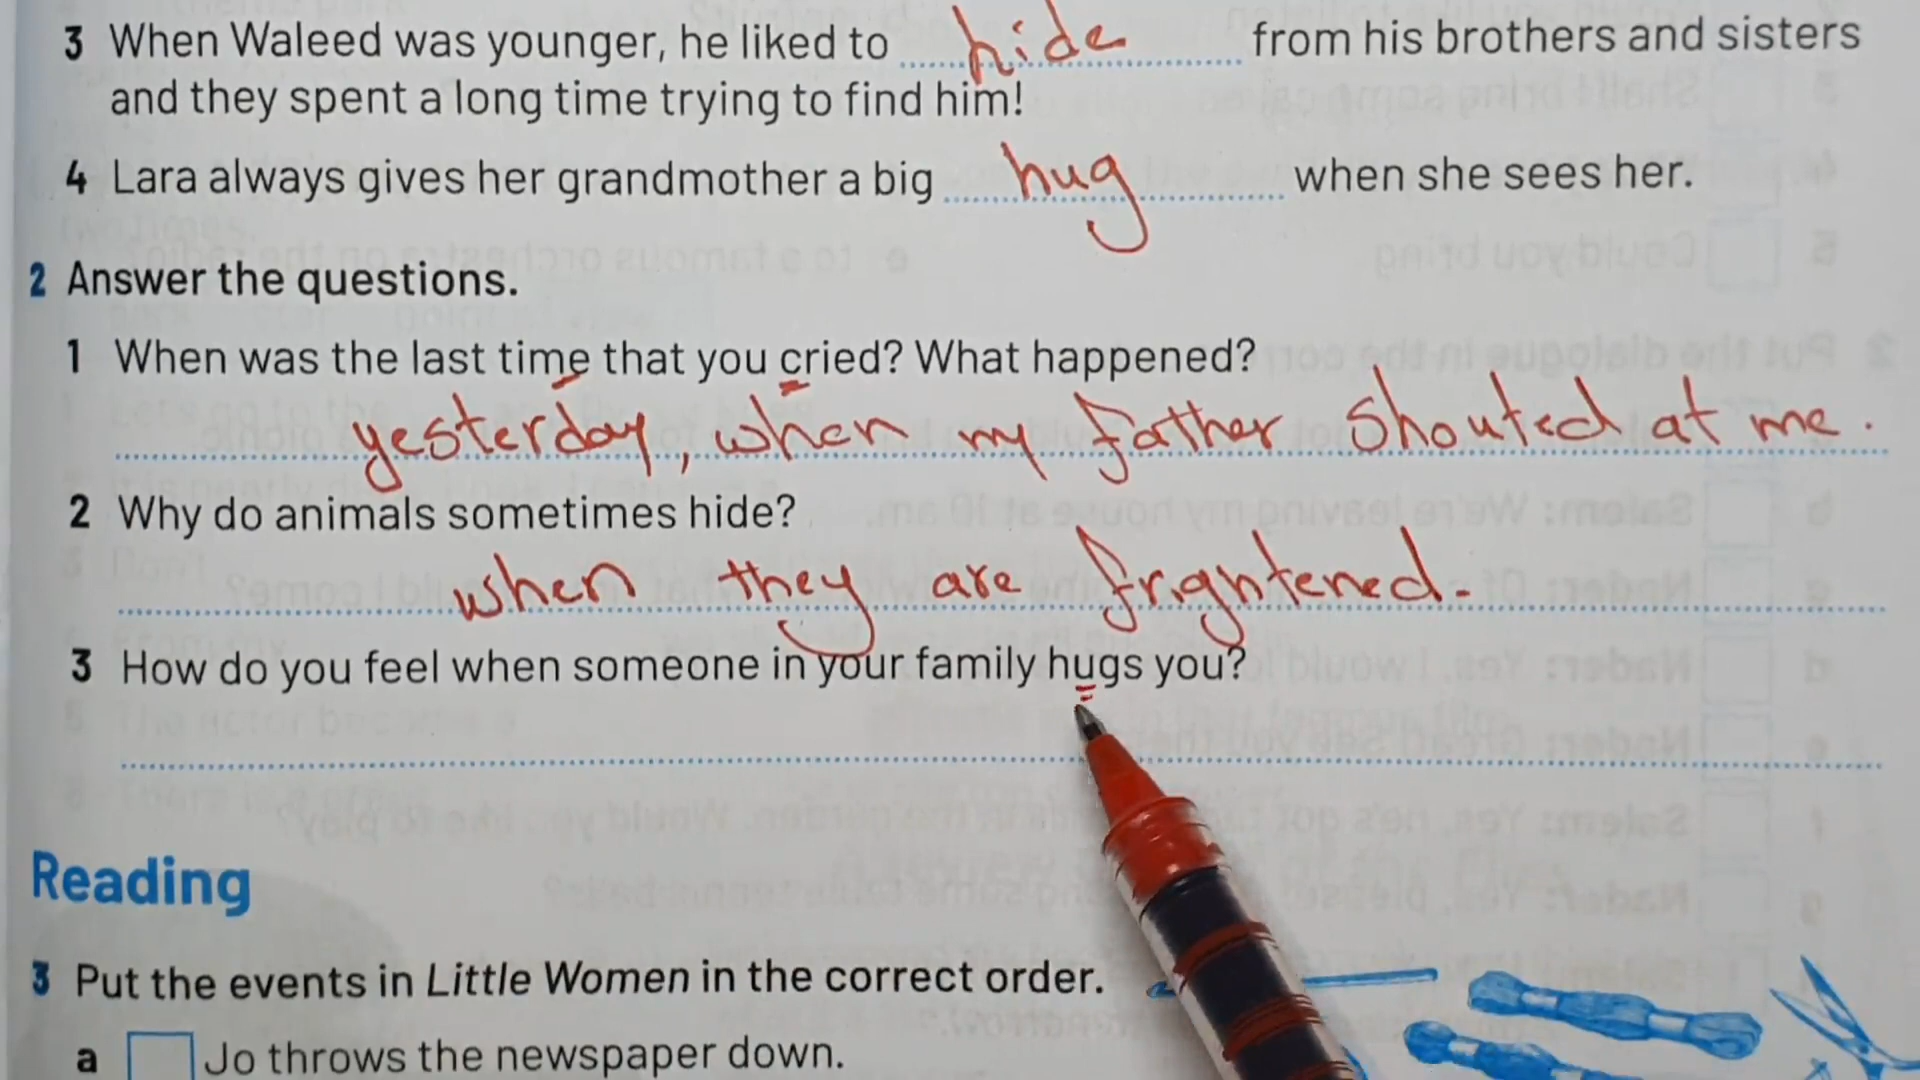 3 When Waleed was younger, he liked to hide from his brothers and sisters
and they spent a long time trying to find him!
4 Lara always gives her grandmother a big hug when she sees her.
2 Answer the questions.
1 When was the last time that you cried? What happened?
yesterday, when my father shouted at me.
2 Why do animals sometimes hide?
when they are frightened.
3 How do you feel when someone in your family hugs you?
Reading
3 Put the events in Little Women in the correct order.
a Jo throws the newspaper down.